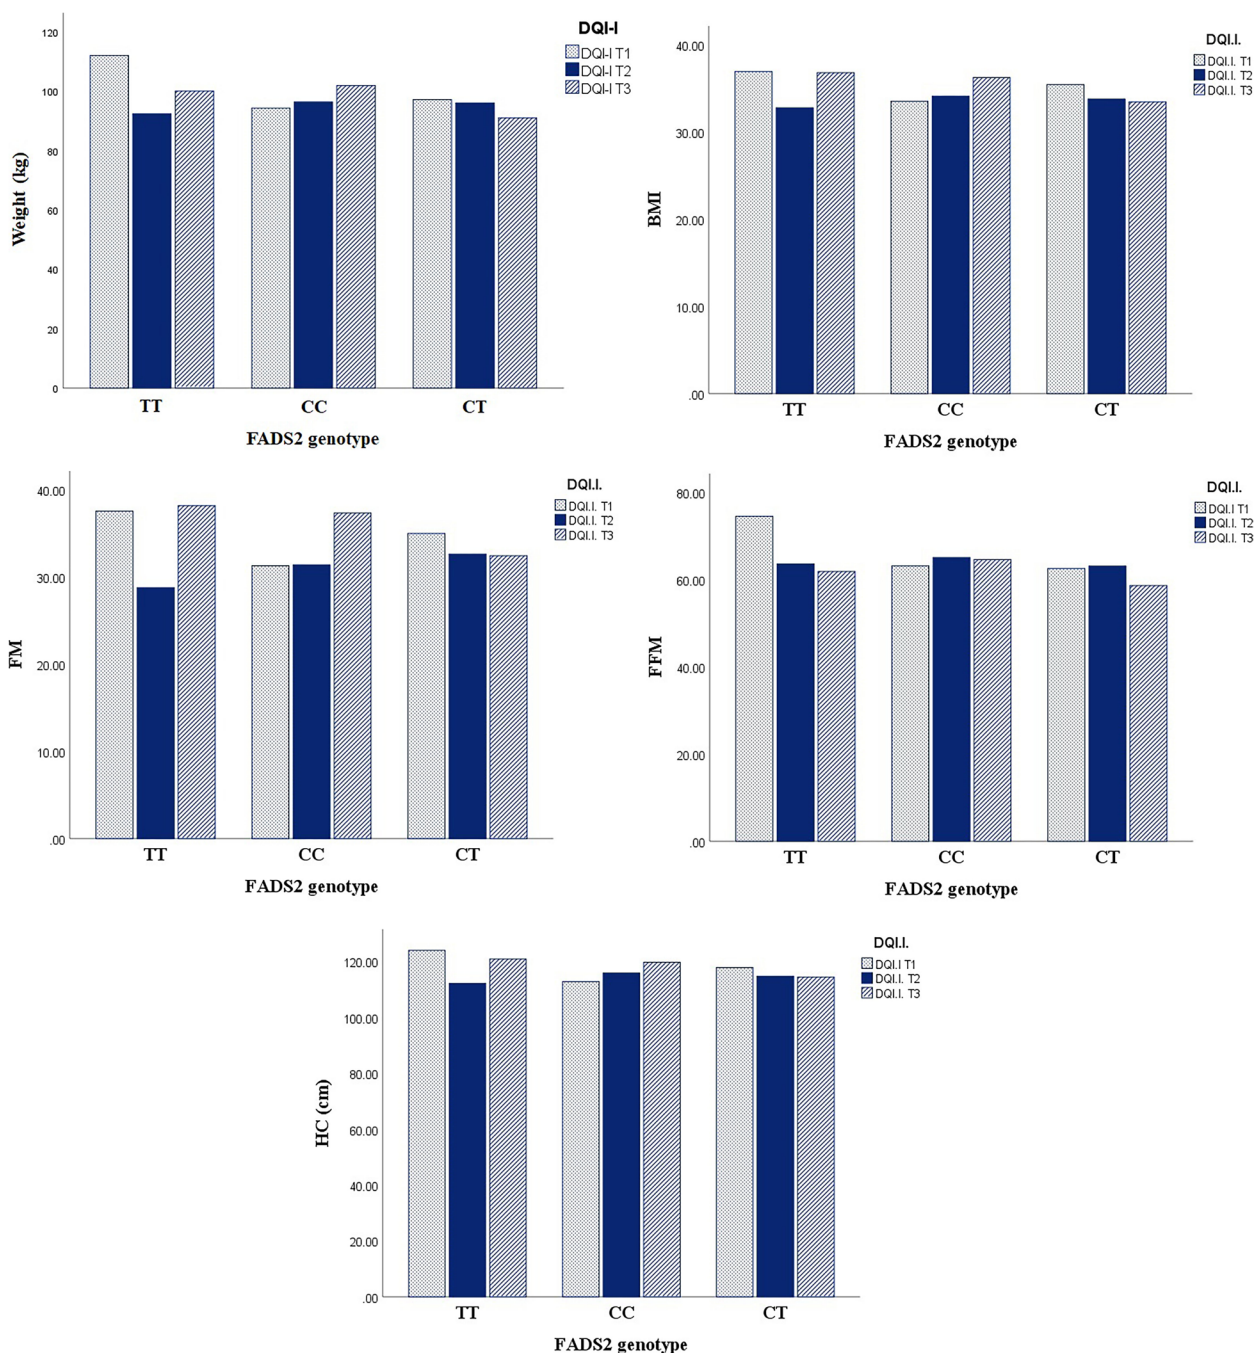 DQI-I
DQI-I T1
DQI-I T2
DQI-I T3
120
100
80
60
40
20
0
Weight (kg)
TT CC CT
FADS2 genotype
DQI.I.
DQI.I. T1
DQI.I. T2
DQI.I. T3
40.00
30.00
20.00
10.00
.00
BMI
TT CC CT
FADS2 genotype
DQI.I.
DQI.I. T1
DQI.I. T2
DQI.I. T3
40.00
30.00
20.00
10.00
.00
FM
TT CC CT
FADS2 genotype
DQI.I.
DQI.I T1
DQI.I. T2
DQI.I. T3
80.00
60.00
40.00
20.00
.00
FFM
TT CC CT
FADS2 genotype
DQI.I.
DQI.I T1
DQI.I. T2
DQI.I. T3
120.00
100.00
80.00
60.00
40.00
20.00
.00
HC (cm)
TT CC CT
FADS2 genotype